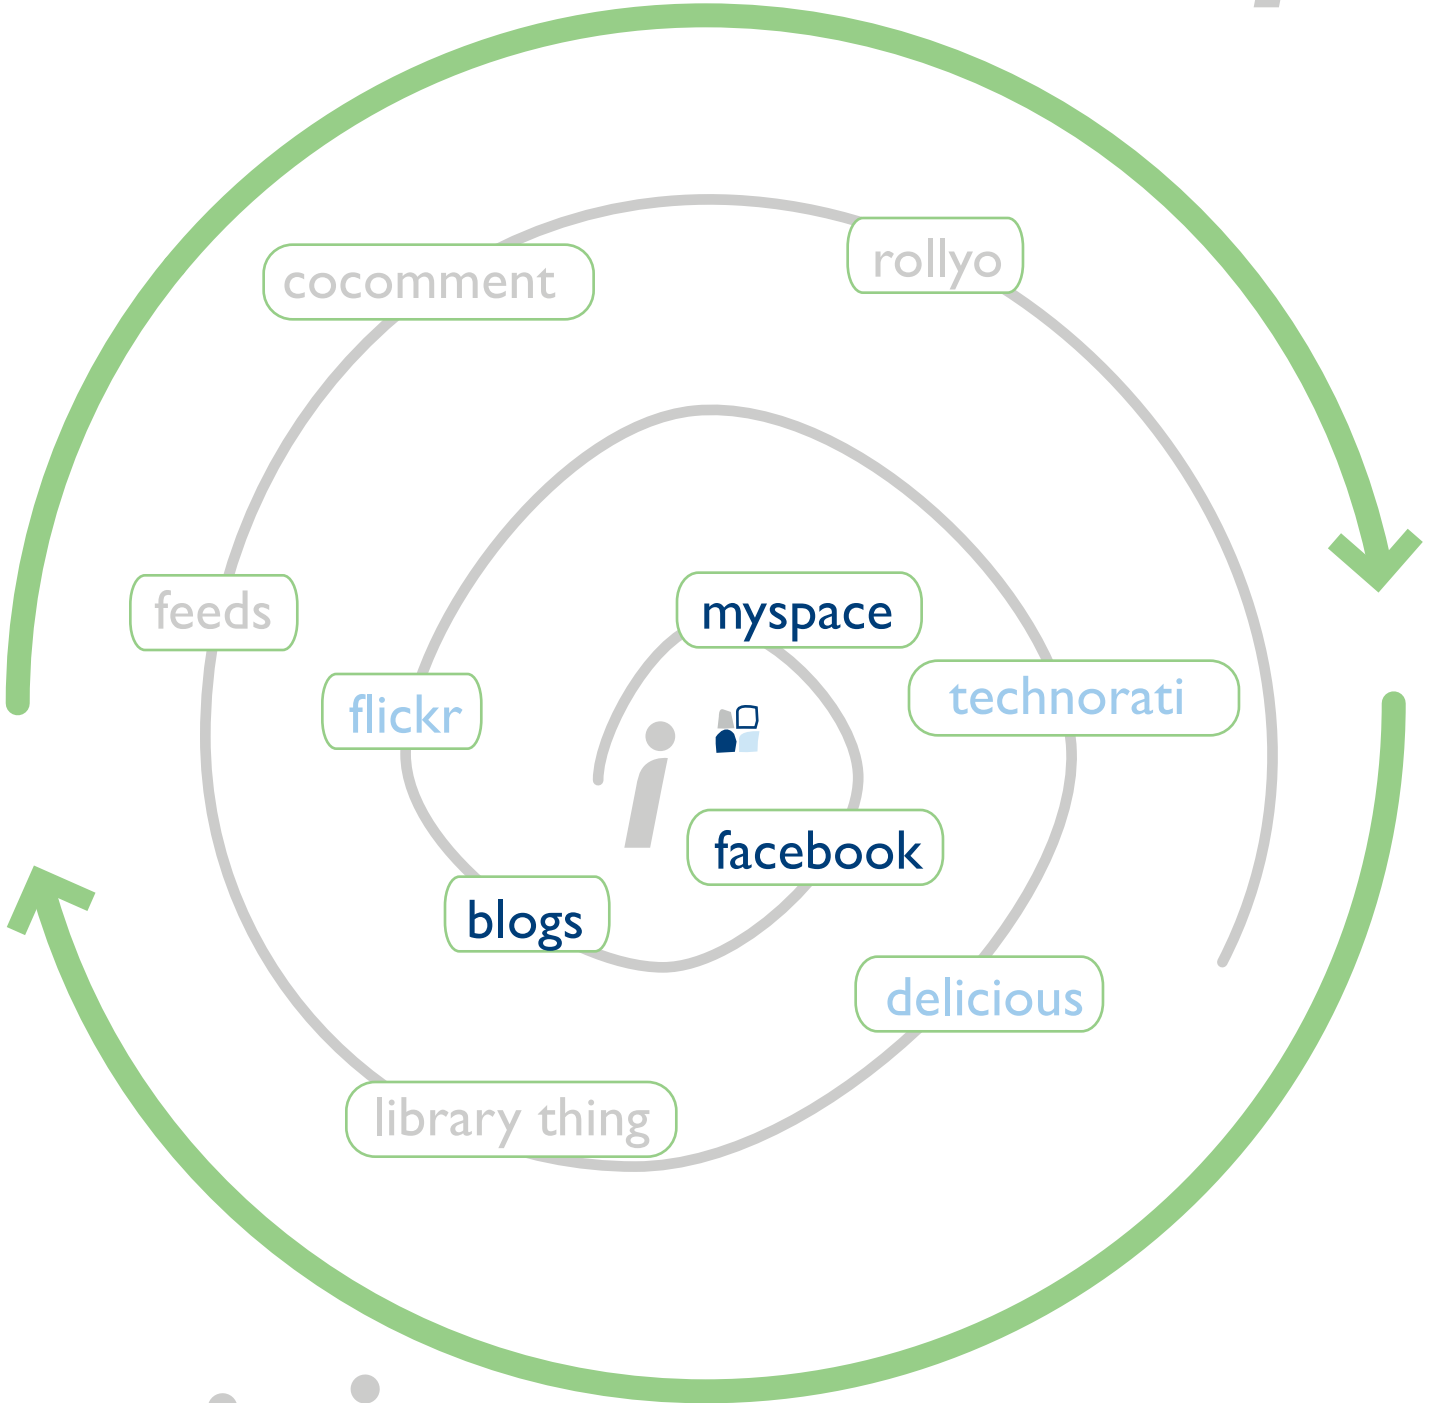 rollyo
cocomment
feeds
myspace
flickr
technorati
i
facebook
blogs
delicious
library thing